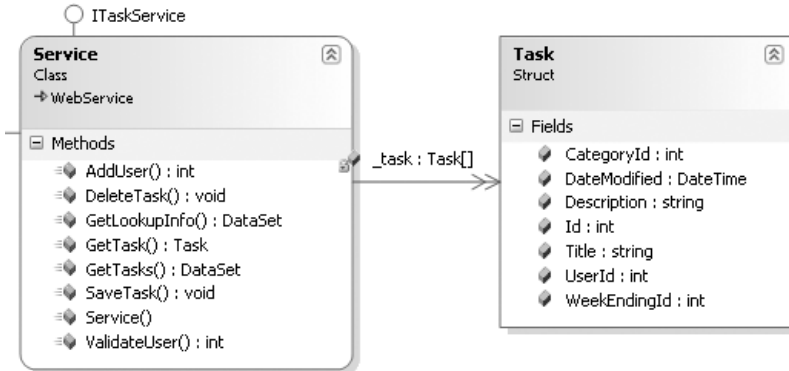 ITaskService
Service
Class
WebService
Methods
AddUser() : int
DeleteTask() : void
GetLookupInfo() : DataSet
GetTask() : Task
GetTasks() : DataSet
SaveTask() : void
Service()
ValidateUser() : int
_task : Task[]
Task
Struct
Fields
CategoryId : int
DateModified : DateTime
Description : string
Id : int
Title : string
UserId : int
WeekEndingId : int